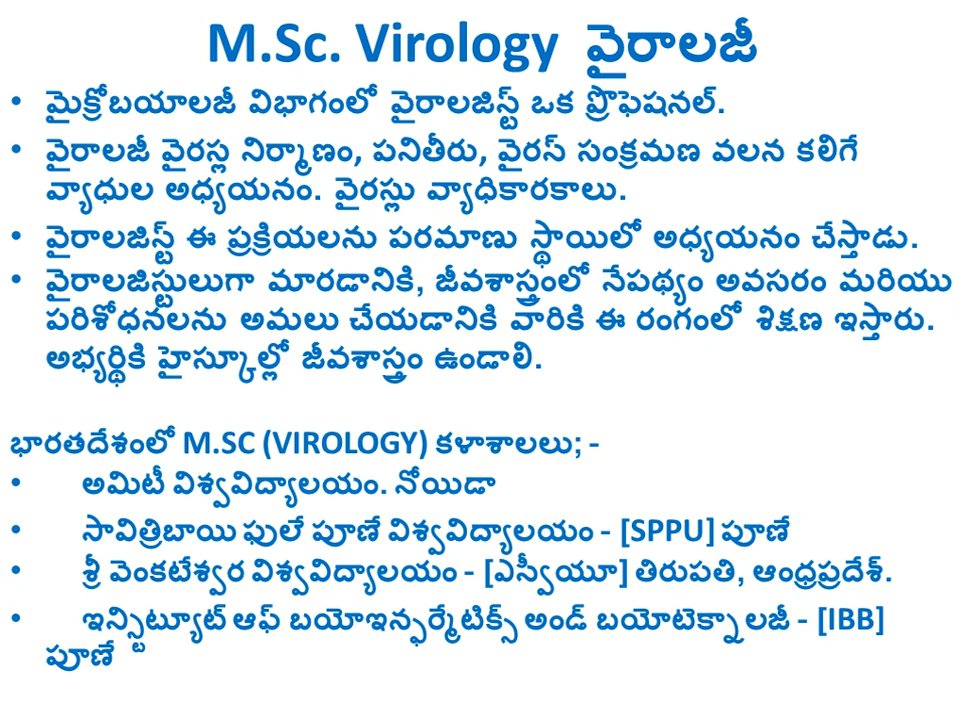 M.Sc. Virology వైరాలజీ
• మైక్రోబయాలజీ విభాగంలో వైరాలజిస్ట్ ఒక ప్రొఫెషనల్.
• వైరాలజీ వైరస్ల నిర్మాణం, పనితీరు, వైరస్ సంక్రమణ వలన కలిగే
వ్యాధుల అధ్యయనం. వైరస్లు వ్యాధికారకాలు.
• వైరాలజిస్ట్ ఈ ప్రక్రియలను పరమాణు స్థాయిలో అధ్యయనం చేస్తాడు.
• వైరాలజిస్టులుగా మారడానికి, జీవశాస్త్రంలో నేపథ్యం అవసరం మరియు
పరిశోధనలను అమలు చేయడానికి వారికి ఈ రంగంలో శిక్షణ ఇస్తారు.
అభ్యర్థికి హైస్కూల్లో జీవశాస్త్రం ఉండాలి.
భారతదేశంలో M.SC (VIROLOGY) కళాశాలలు; -
• అమిటీ విశ్వవిద్యాలయం. నోయిడా
• సావిత్రిబాయి ఫులే పూణే విశ్వవిద్యాలయం - [SPPU] పూణే
• శ్రీ వెంకటేశ్వర విశ్వవిద్యాలయం - [ఎస్వీయూ] తిరుపతి, ఆంధ్రప్రదేశ్.
• ఇన్స్టిట్యూట్ ఆఫ్ బయోఇన్ఫర్మేటిక్స్ అండ్ బయోటెక్నాలజీ - [IBB]
పూణే